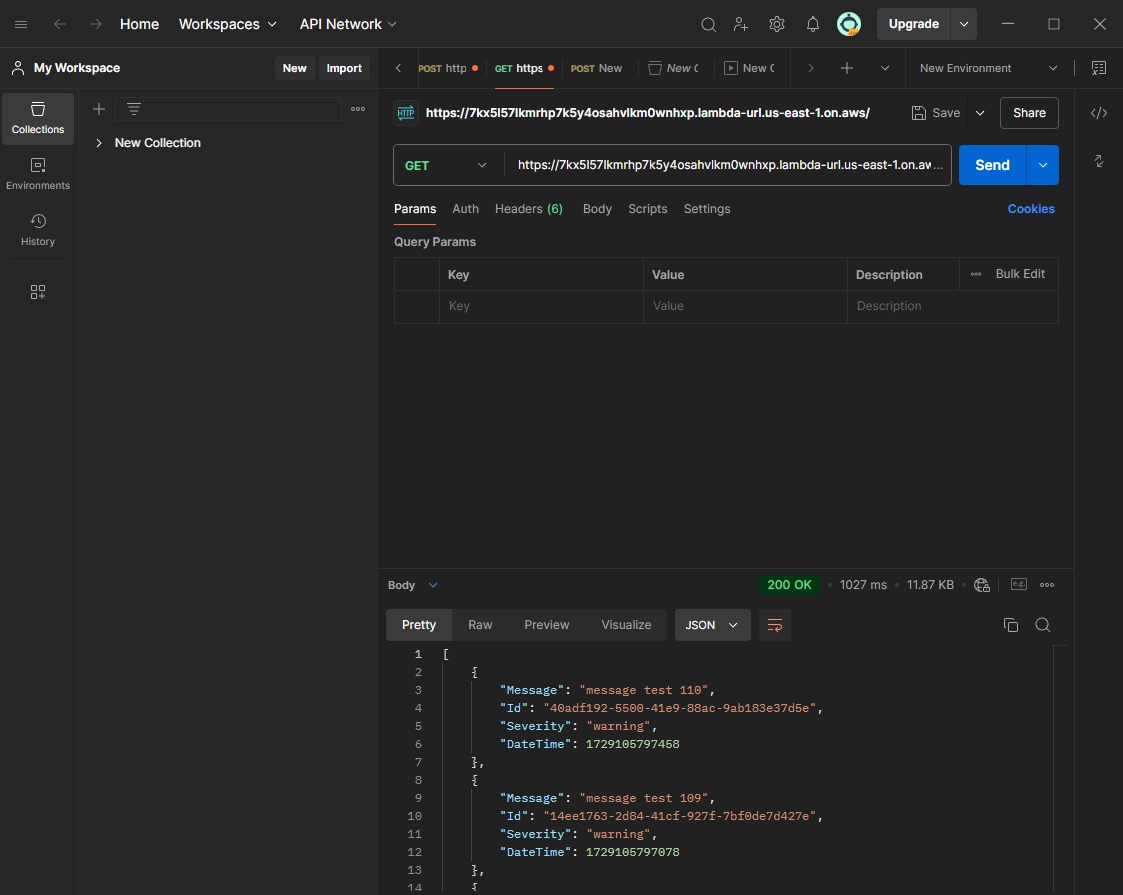 Home Workspaces API Network Upgrade
My Workspace New Import POST http GET https POST New New C New C New Environment
Collections
Environments
History
New Collection
HTTP https://7kx5l57lkmrhp7k5y4osahvlkm0wnhxp.lambda-url.us-east-1.on.aws/ Save Share
GET https://7kx5l57lkmrhp7k5y4osahvlkm0wnhxp.lambda-url.us-east-1.on.aw... Send
Params Auth Headers (6) Body Scripts Settings Cookies
Query Params
Key Value Description Bulk Edit
Key Value Description
Body 200 OK 1027 ms 11.87 KB e.g.
Pretty Raw Preview Visualize JSON
1 [
2 {
3 "Message": "message test 110",
4 "Id": "40adf192-5500-41e9-88ac-9ab183e37d5e",
5 "Severity": "warning",
6 "DateTime": 1729105797458
7 },
8 {
9 "Message": "message test 109",
10 "Id": "14ee1763-2d84-41cf-927f-7bf0de7d427e",
11 "Severity": "warning",
12 "DateTime": 1729105797078
13 },
14 {